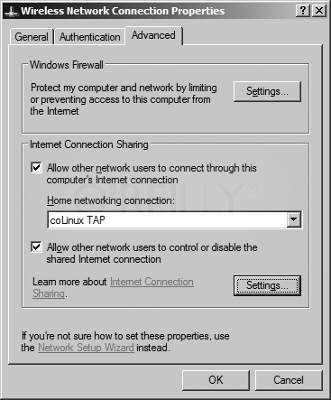 Wireless Network Connection Properties
General Authentication Advanced
Windows Firewall
Protect my computer and network by limiting
or preventing access to this computer from
the Internet
Settings...
Internet Connection Sharing
Allow other network users to connect through this
computer's Internet connection
Home networking connection:
coLinux TAP
Allow other network users to control or disable the
shared Internet connection
Learn more about Internet Connection
Sharing.
Settings...
If you're not sure how to set these properties, use
the Network Setup Wizard instead.
OK Cancel
O'REILLY®